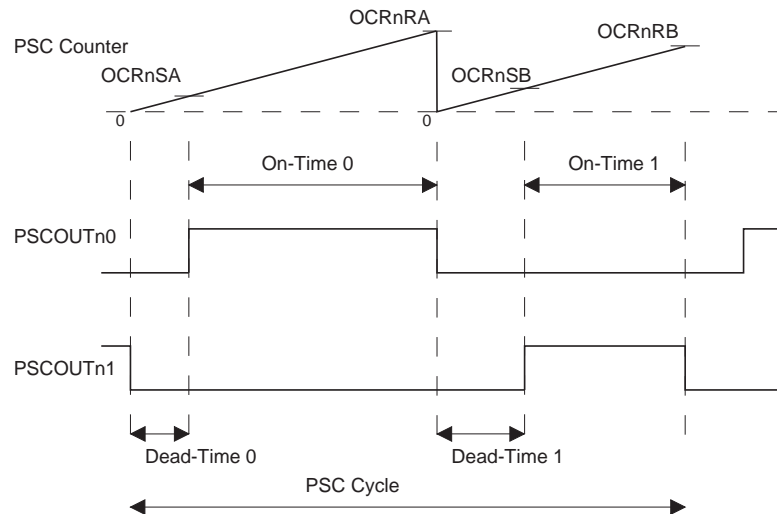 OCRnRA
OCRnRB
PSC Counter
OCRnSA
OCRnSB
0
0
On-Time 0
On-Time 1
PSCOUTn0
PSCOUTn1
Dead-Time 0
Dead-Time 1
PSC Cycle